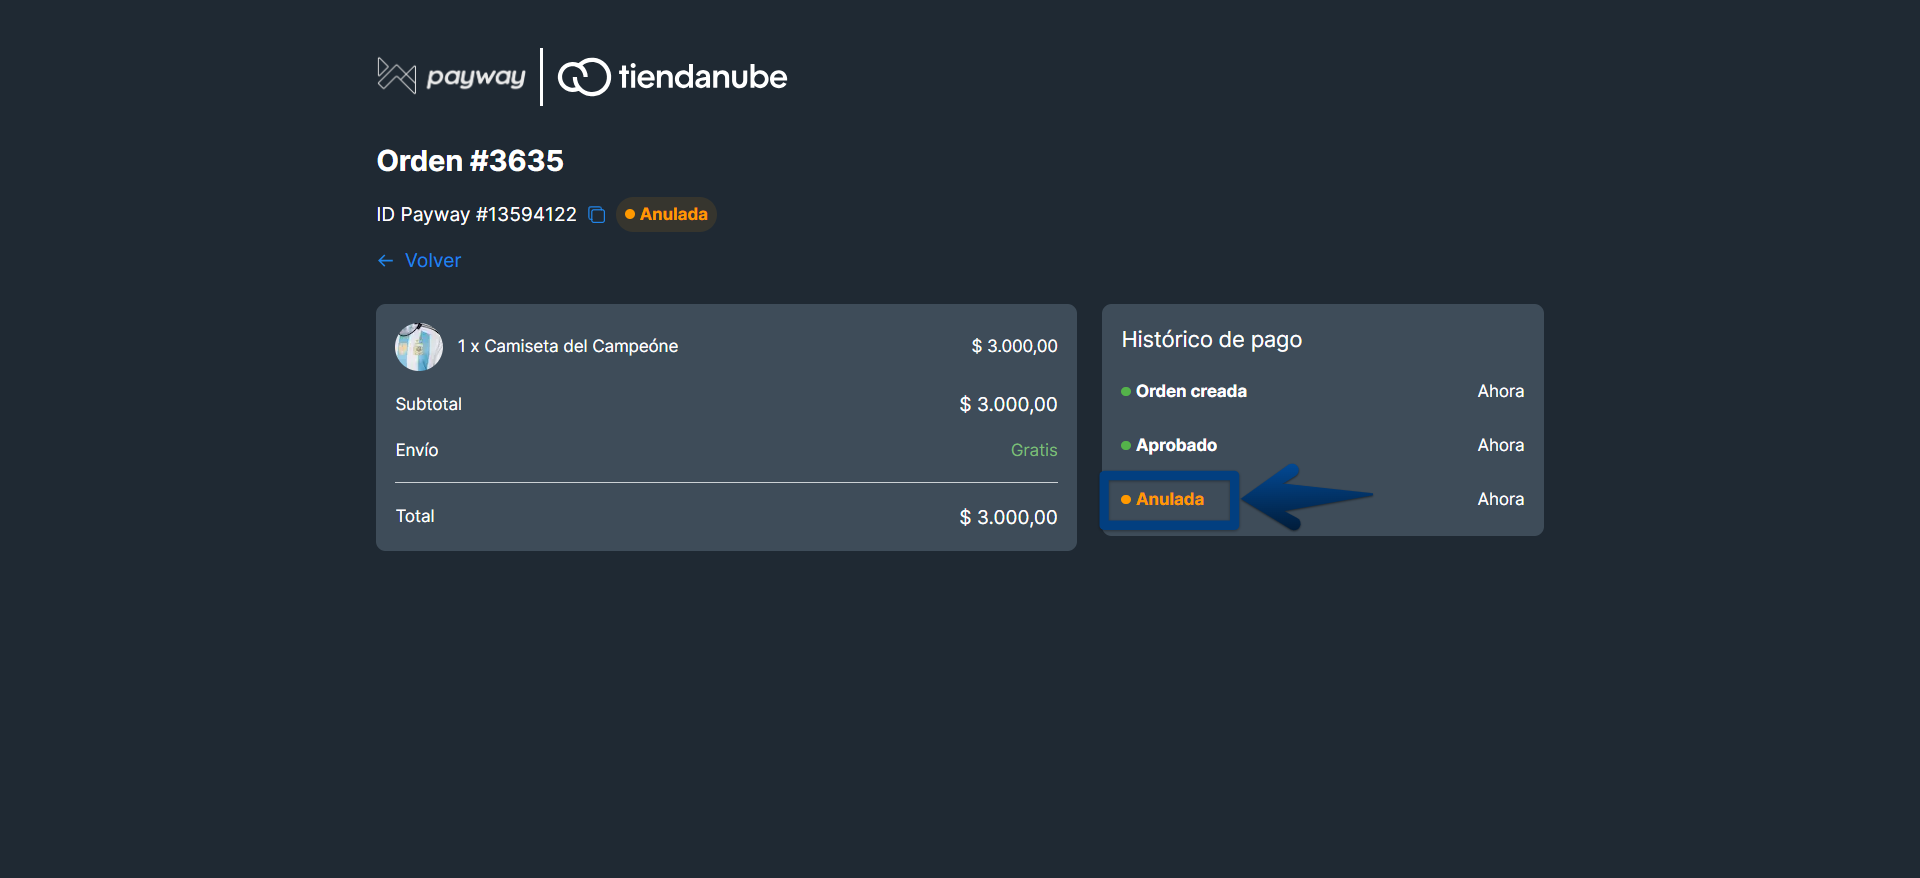 payway | tiendanube
Orden #3635
ID Payway #13594122 Anulada
← Volver
1 x Camiseta del Campeóne $ 3.000,00
Subtotal $ 3.000,00
Envío Gratis
Total $ 3.000,00
Histórico de pago
Orden creada Ahora
Aprobado Ahora
Anulada Ahora